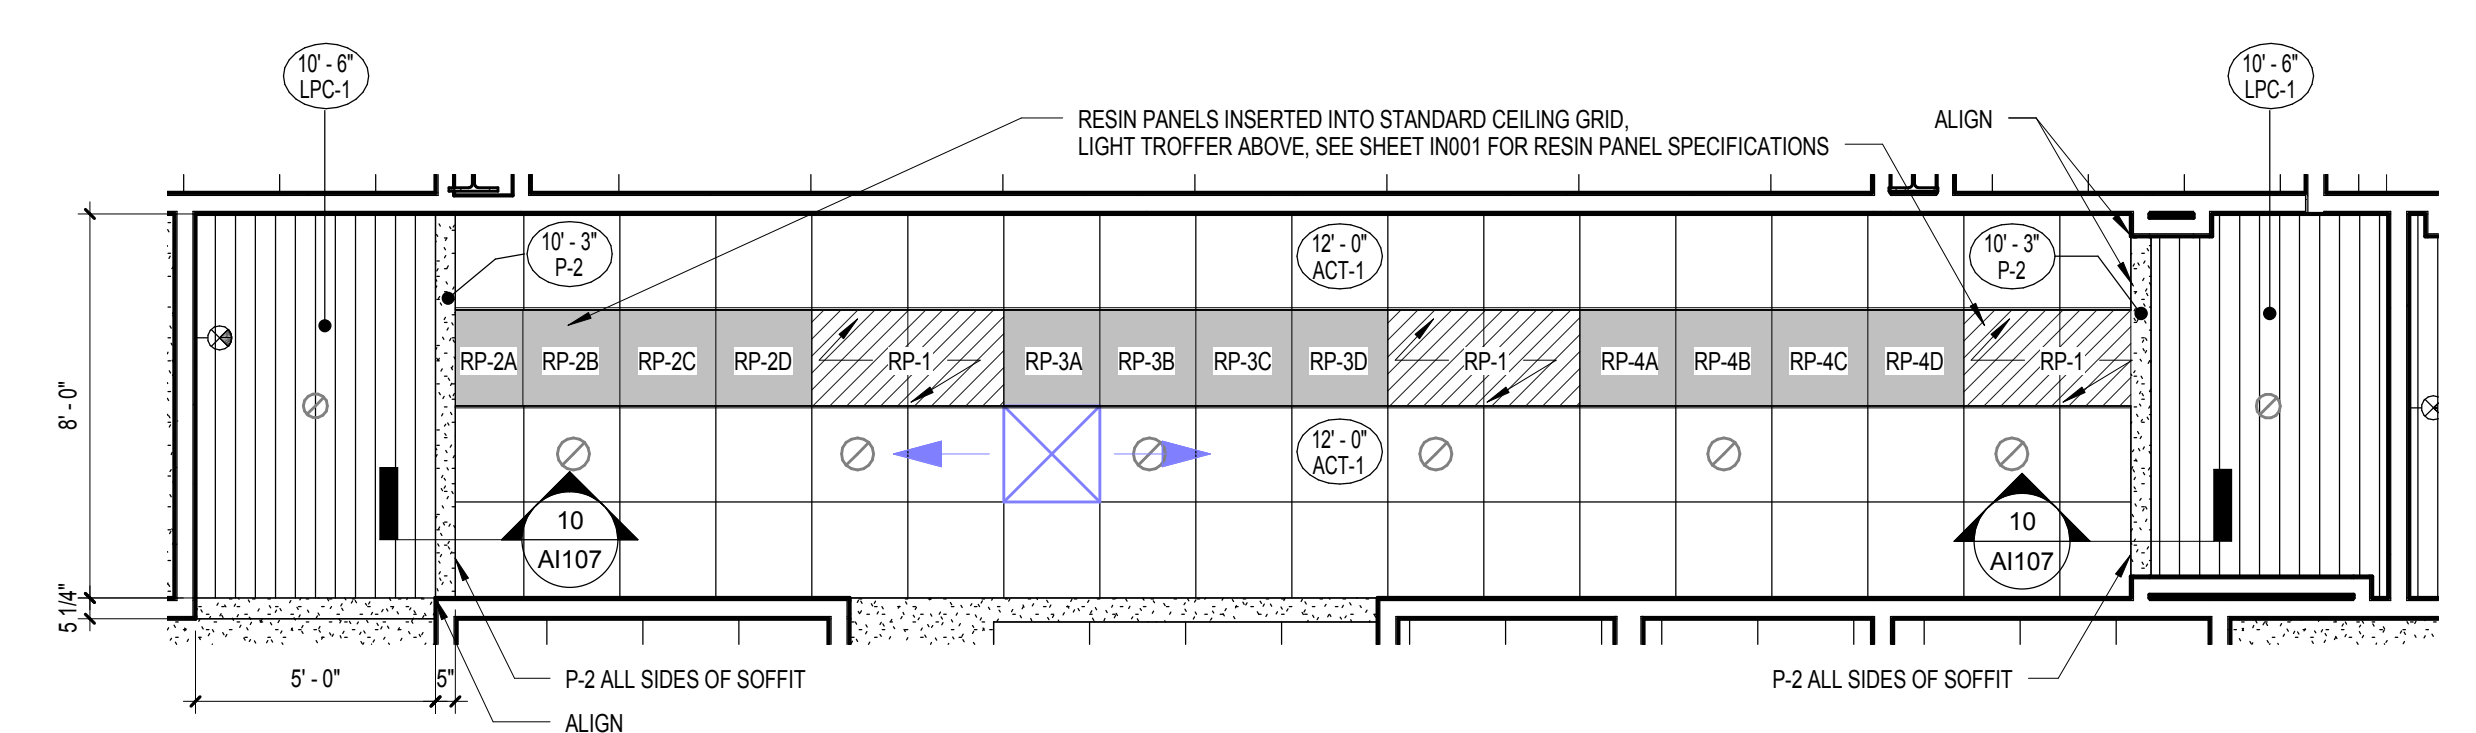 10' - 6"
LPC-1
10' - 6"
LPC-1
RESIN PANELS INSERTED INTO STANDARD CEILING GRID,
LIGHT TROFFER ABOVE, SEE SHEET IN001 FOR RESIN PANEL SPECIFICATIONS
ALIGN
10' - 3"
P-2
12' - 0"
ACT-1
10' - 3"
P-2
RP-2A
RP-2B
RP-2C
RP-2D
RP-1
RP-3A
RP-3B
RP-3C
RP-3D
RP-1
RP-4A
RP-4B
RP-4C
RP-4D
RP-1
8' - 0"
12' - 0"
ACT-1
10
AI107
10
AI107
5 1/4"
5' - 0"
5"
P-2 ALL SIDES OF SOFFIT
P-2 ALL SIDES OF SOFFIT
ALIGN